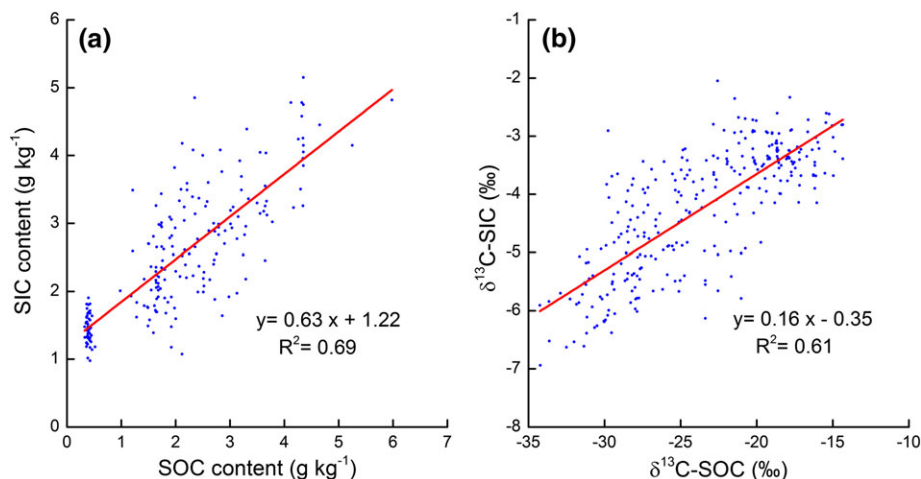 (a)
SIC content (g kg⁻¹)
6
5
4
3
2
1
0
y= 0.63 x + 1.22
R²= 0.69
0 1 2 3 4 5 6 7
SOC content (g kg⁻¹)
(b)
δ¹³C-SIC (‰)
-1
-2
-3
-4
-5
-6
-7
-8
y= 0.16 x - 0.35
R²= 0.61
-35 -30 -25 -20 -15 -10
δ¹³C-SOC (‰)